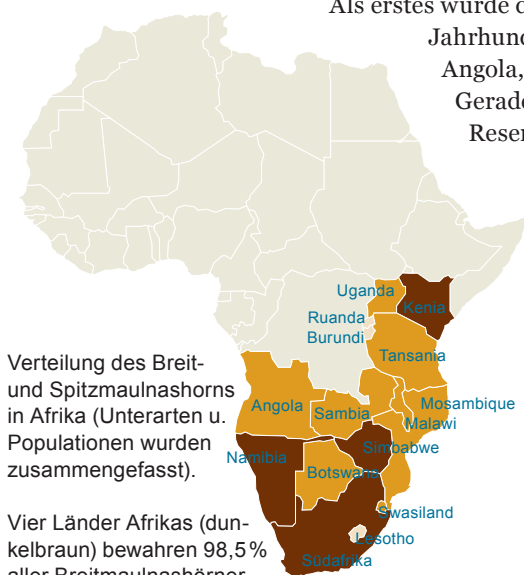 Als erstes wurde d
Jahrhund
Angola,
Gerade
Reser
Uganda
Kenia
Ruanda
Burundi
Tansania
Verteilung des Breit-
und Spitzmaulnashorns
in Afrika (Unterarten u.
Populationen wurden
zusammengefasst).
Angola
Sambia
Mosambique
Malawi
Namibia
Simbabwe
Botswana
Swasiland
Lesotho
Südafrika
Vier Länder Afrikas (dun-
kelbraun) bewahren 98,5%
aller Breitmaulnashörner